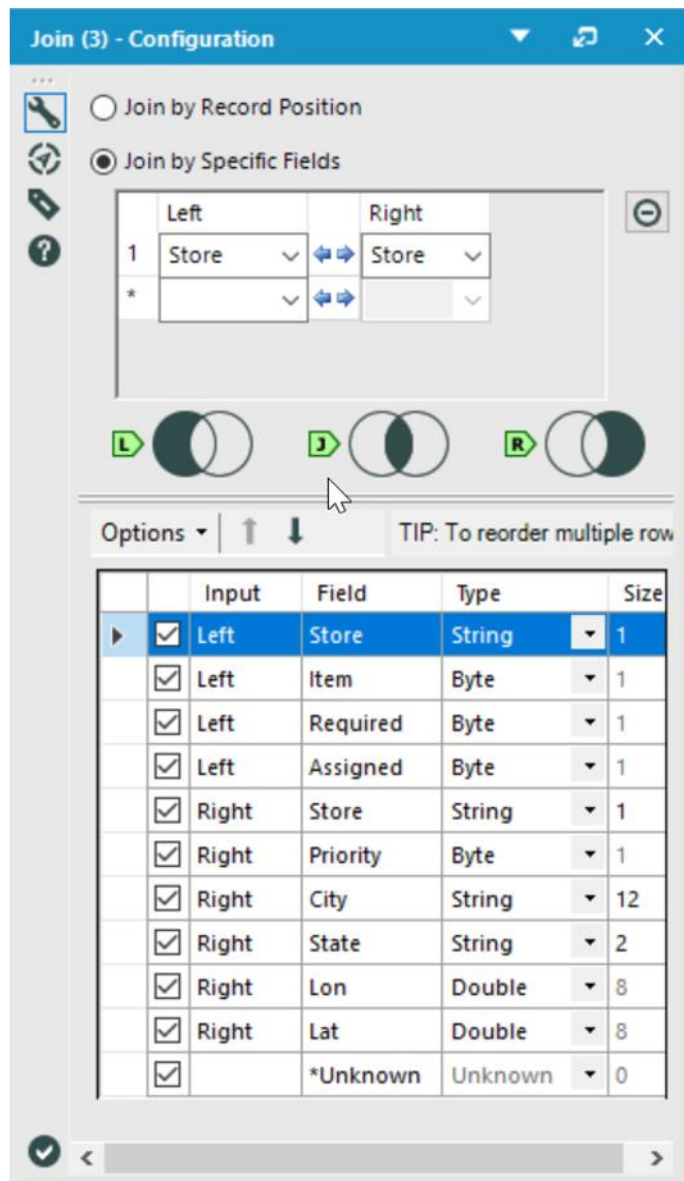 Join (3) - Configuration
Join by Record Position
Join by Specific Fields
Left Right
1 Store Store
*
L J R
Options TIP: To reorder multiple row
Input Field Type Size
Left Store String 1
Left Item Byte 1
Left Required Byte 1
Left Assigned Byte 1
Right Store String 1
Right Priority Byte 1
Right City String 12
Right State String 2
Right Lon Double 8
Right Lat Double 8
*Unknown Unknown 0